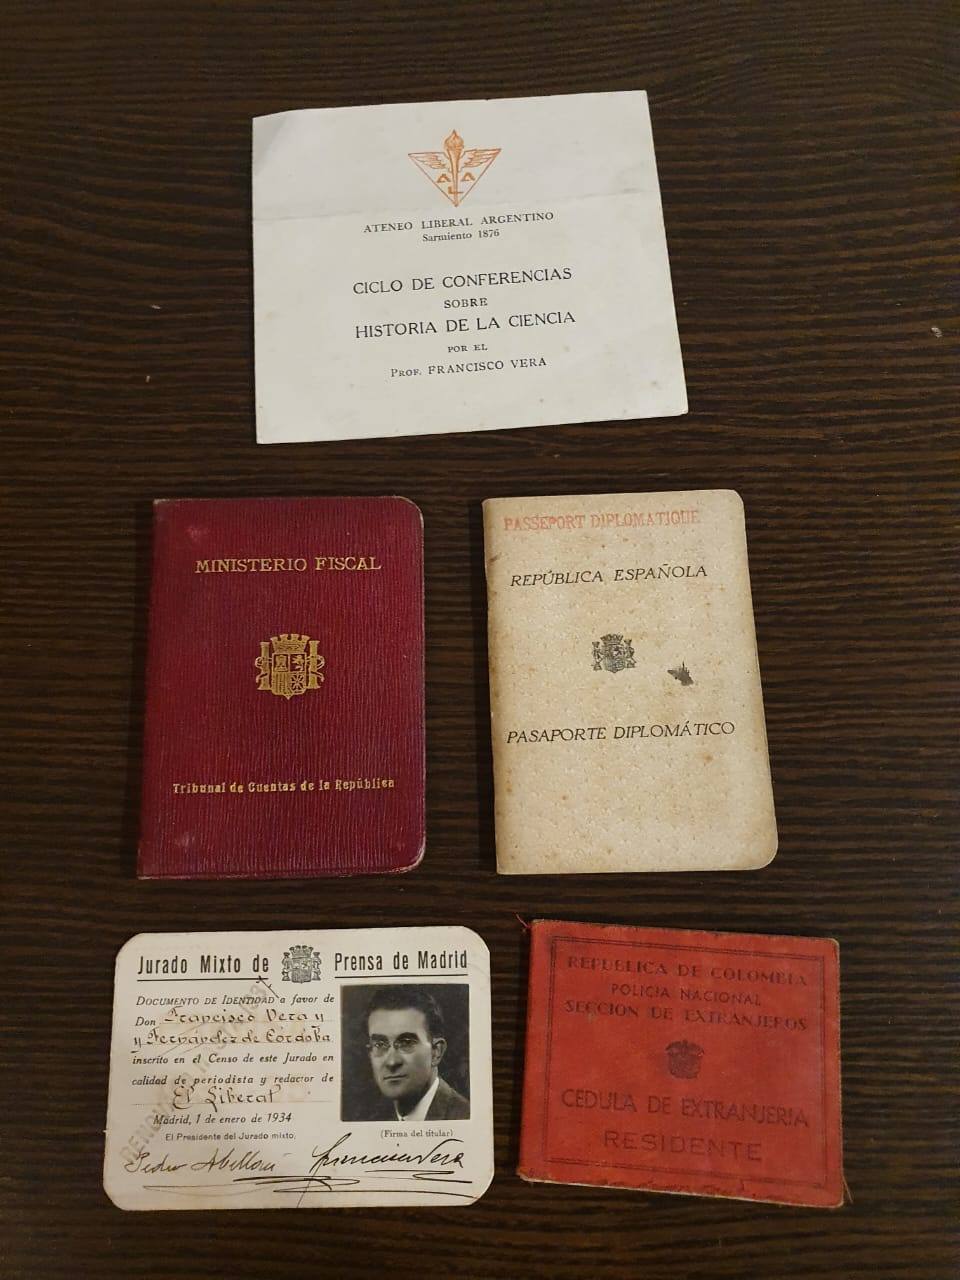 AAL
ATENEO LIBERAL ARGENTINO
Sarmiento 1876
CICLO DE CONFERENCIAS
SOBRE
HISTORIA DE LA CIENCIA
POR EL
PROF. FRANCISCO VERA
MINISTERIO FISCAL
Tribunal de Cuentas de la República
PASSEPORT DIPLOMATIQUE
REPÚBLICA ESPAÑOLA
PASAPORTE DIPLOMÁTICO
Jurado Mixto de Prensa de Madrid
DOCUMENTO DE IDENTIDAD a favor de
Don Francisco Vera y
y Fernández de Córdoba
inscrito en el Censo de este Jurado en
calidad de periodista y redactor de
El Liberal
Madrid, 1 de enero de 1934
El Presidente del Jurado mixto,
(Firma del titular)
Francisco Vera
REPUBLICA DE COLOMBIA
POLICIA NACIONAL
SECCION DE EXTRANJEROS
CEDULA DE EXTRANJERIA
RESIDENTE